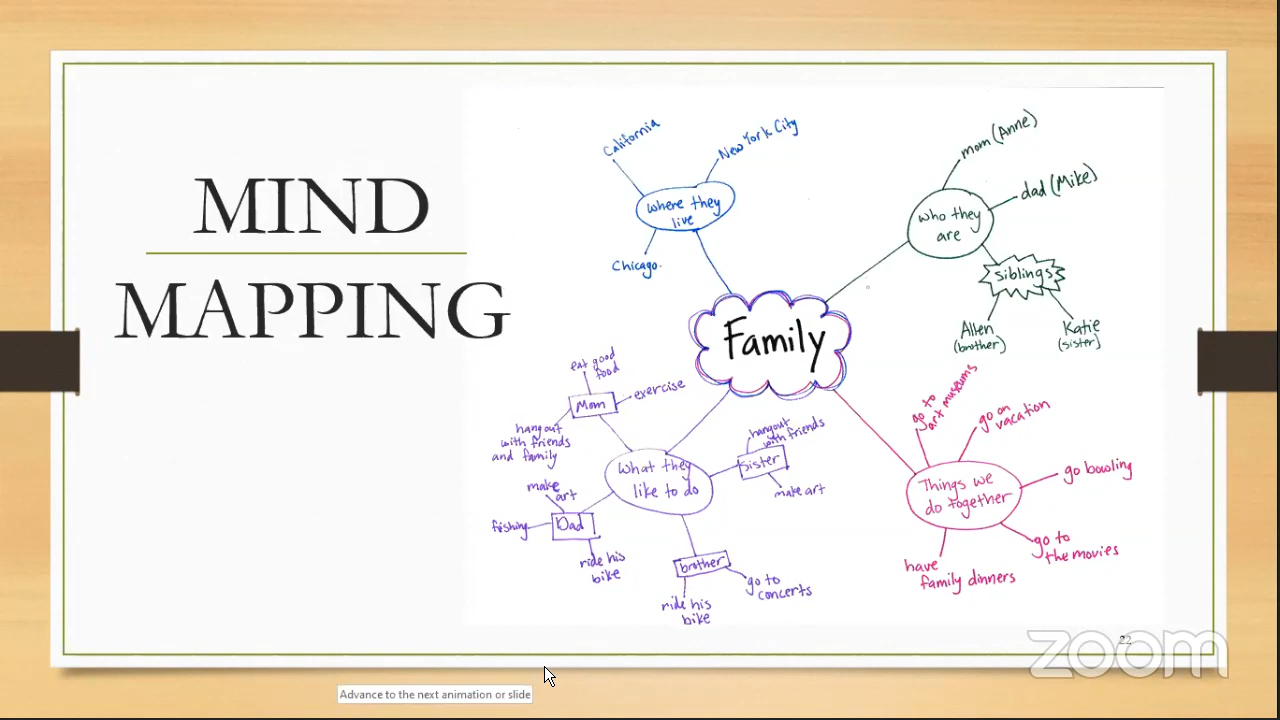 MIND
MAPPING
California
New York City
where they
live
Chicago.
mom (Anne)
dad (Mike)
who they
are
siblings
Allen
(brother)
Katie
(sister)
Family
eat good
food
Mom
exercise
hangout
with friends
and family
What they
like to do
hangout
with friends
Sister
make art
make
art
fishing
Dad
ride his
bike
brother
go to
concerts
ride his
bike
go to
art museums
go on
vacation
Things we
do together
go bowling
go to
the movies
have
family dinners
22
zoom
Advance to the next animation or slide